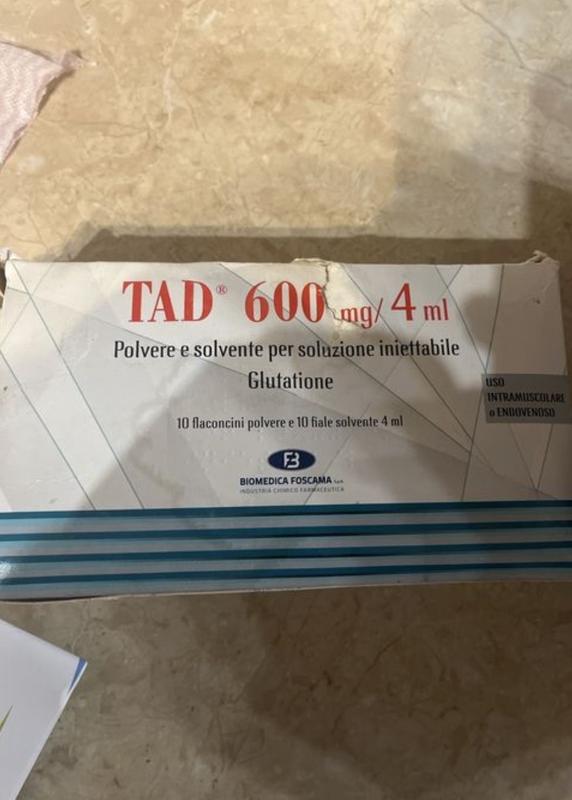 TAD® 600 mg/ 4 ml
Polvere e solvente per soluzione iniettabile
Glutatione
USO
INTRAMUSCOLARE
o ENDOVENOSO
10 flaconcini polvere e 10 fiale solvente 4 ml
FB
BIOMEDICA FOSCAMA S.p.A.
INDUSTRIA CHIMICO FARMACEUTICA